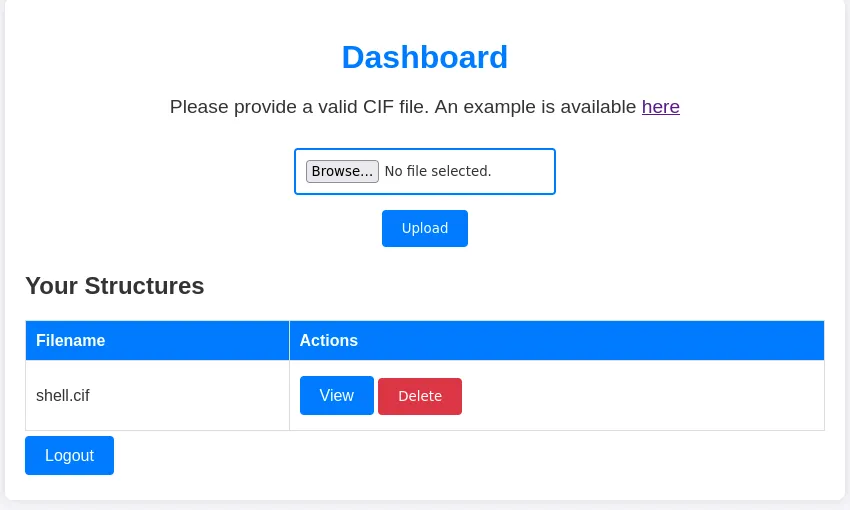 Dashboard
Please provide a valid CIF file. An example is available here
Browse... No file selected.
Upload
Your Structures
Filename Actions
shell.cif View Delete
Logout